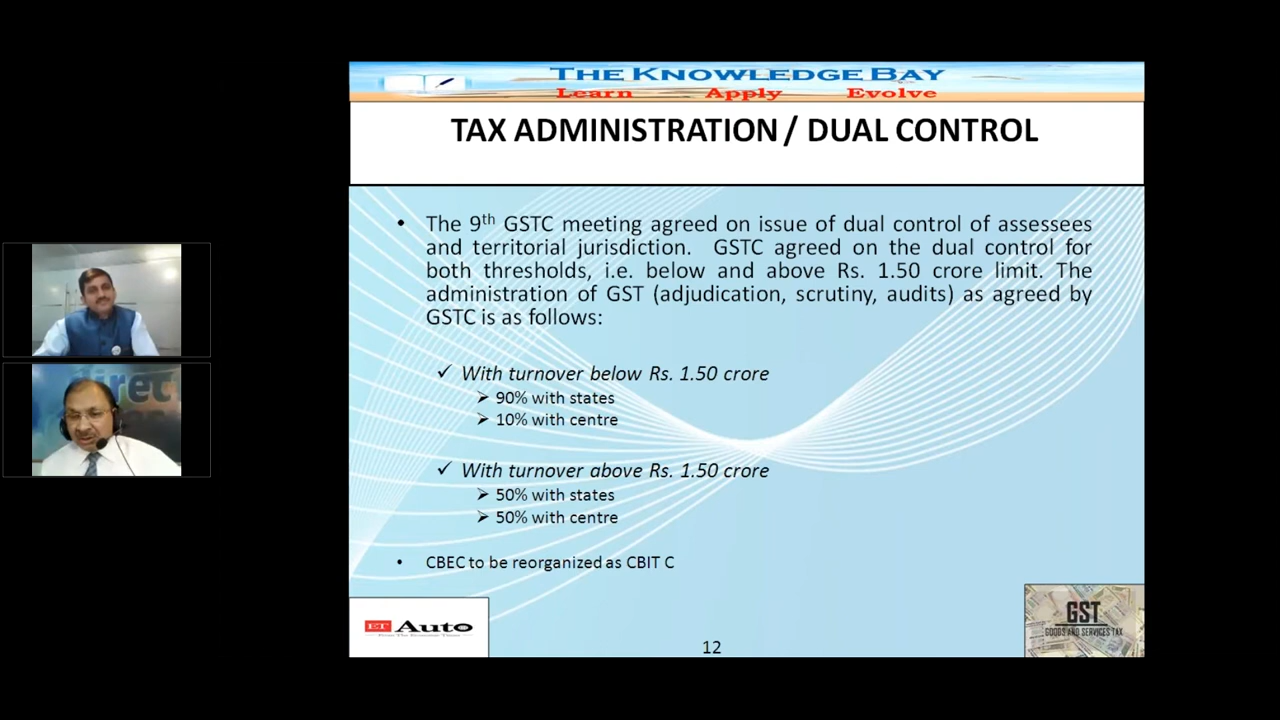 THE KNOWLEDGE BAY
Learn Apply Evolve
TAX ADMINISTRATION / DUAL CONTROL
• The 9th GSTC meeting agreed on issue of dual control of assessees
and territorial jurisdiction. GSTC agreed on the dual control for
both thresholds, i.e. below and above Rs. 1.50 crore limit. The
administration of GST (adjudication, scrutiny, audits) as agreed by
GSTC is as follows:
✓ With turnover below Rs. 1.50 crore
➢ 90% with states
➢ 10% with centre
✓ With turnover above Rs. 1.50 crore
➢ 50% with states
➢ 50% with centre
• CBEC to be reorganized as CBIT C
ET Auto
From The Economic Times
12
GST
GOODS AND SERVICES TAX